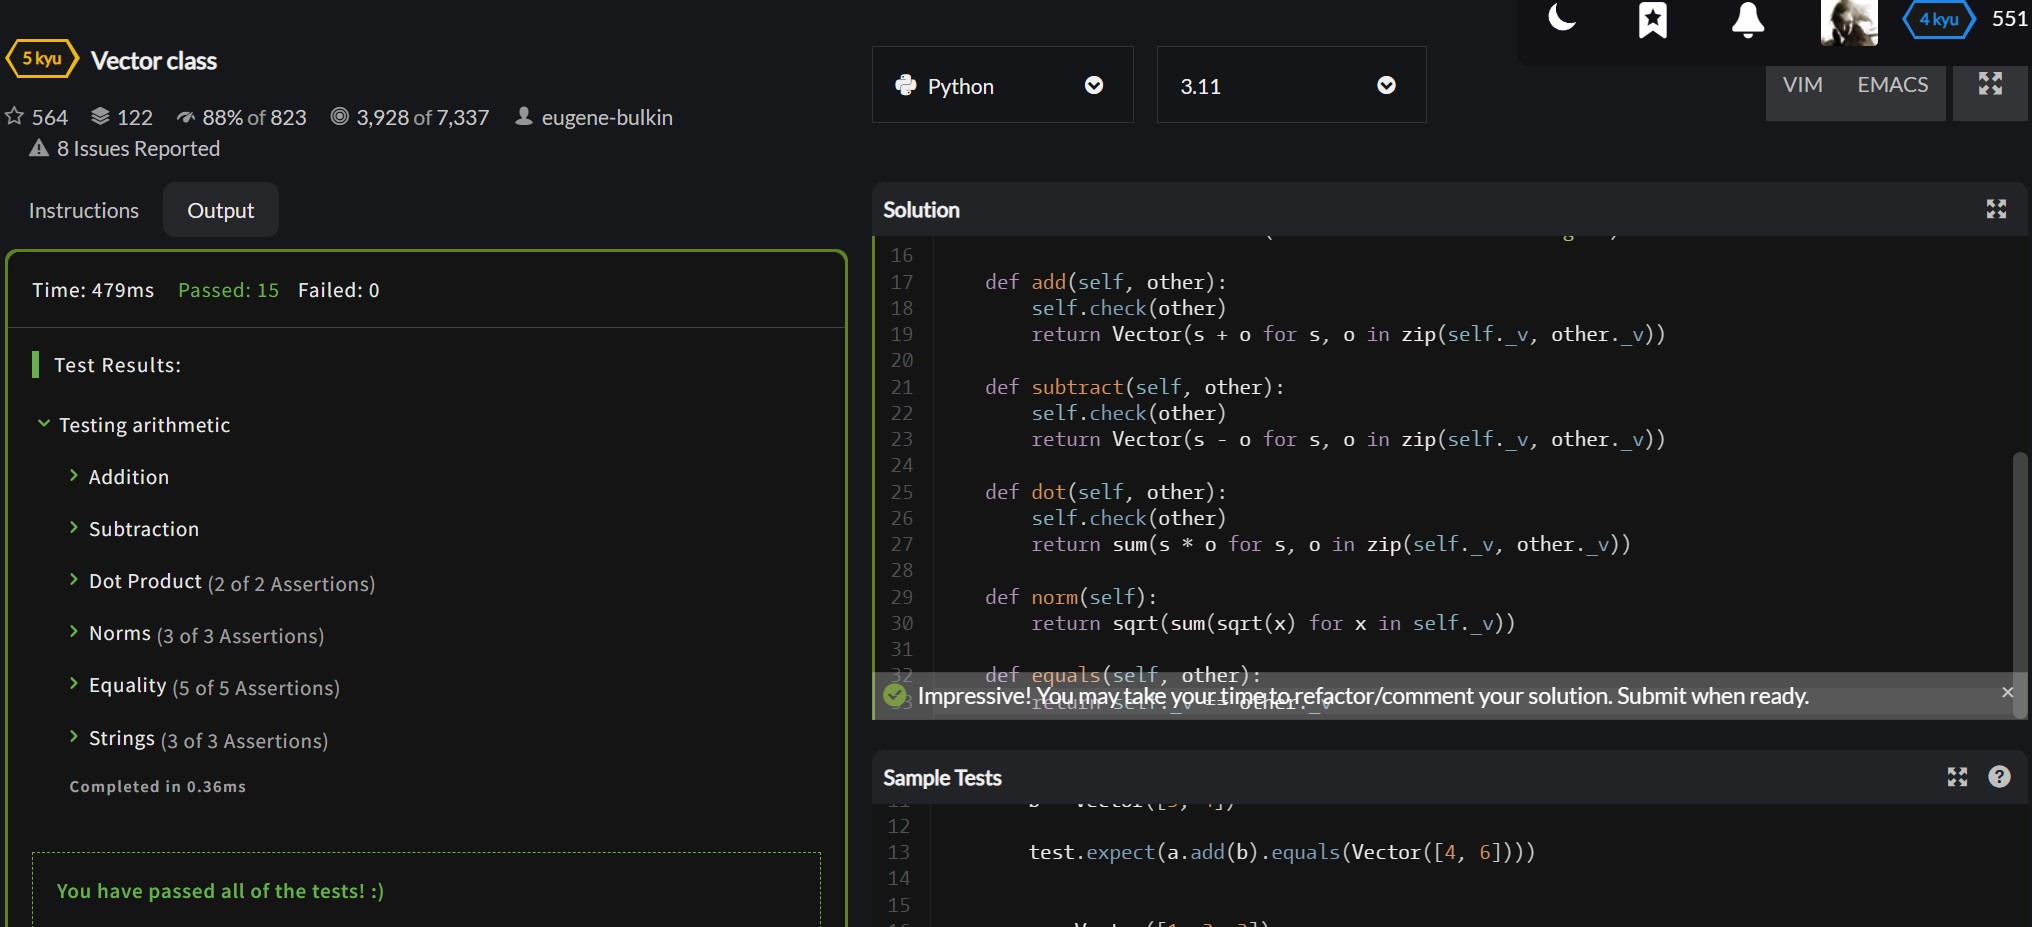 5 kyu Vector class
564 122 88% of 823 3,928 of 7,337 eugene-bulkin
8 Issues Reported
Python
3.11
4 kyu 551
VIM EMACS
Instructions Output
Time: 479ms Passed: 15 Failed: 0
Test Results:
Testing arithmetic
Addition
Subtraction
Dot Product (2 of 2 Assertions)
Norms (3 of 3 Assertions)
Equality (5 of 5 Assertions)
Strings (3 of 3 Assertions)
Completed in 0.36ms
You have passed all of the tests! :)
Solution
16
17 def add(self, other):
18 self.check(other)
19 return Vector(s + o for s, o in zip(self._v, other._v))
20
21 def subtract(self, other):
22 self.check(other)
23 return Vector(s - o for s, o in zip(self._v, other._v))
24
25 def dot(self, other):
26 self.check(other)
27 return sum(s * o for s, o in zip(self._v, other._v))
28
29 def norm(self):
30 return sqrt(sum(sqrt(x) for x in self._v))
31
32 def equals(self, other):
33 return self._v == other._v
Impressive! You may take your time to refactor/comment your solution. Submit when ready.
Sample Tests
12
13 test.expect(a.add(b).equals(Vector([4, 6])))
14
15